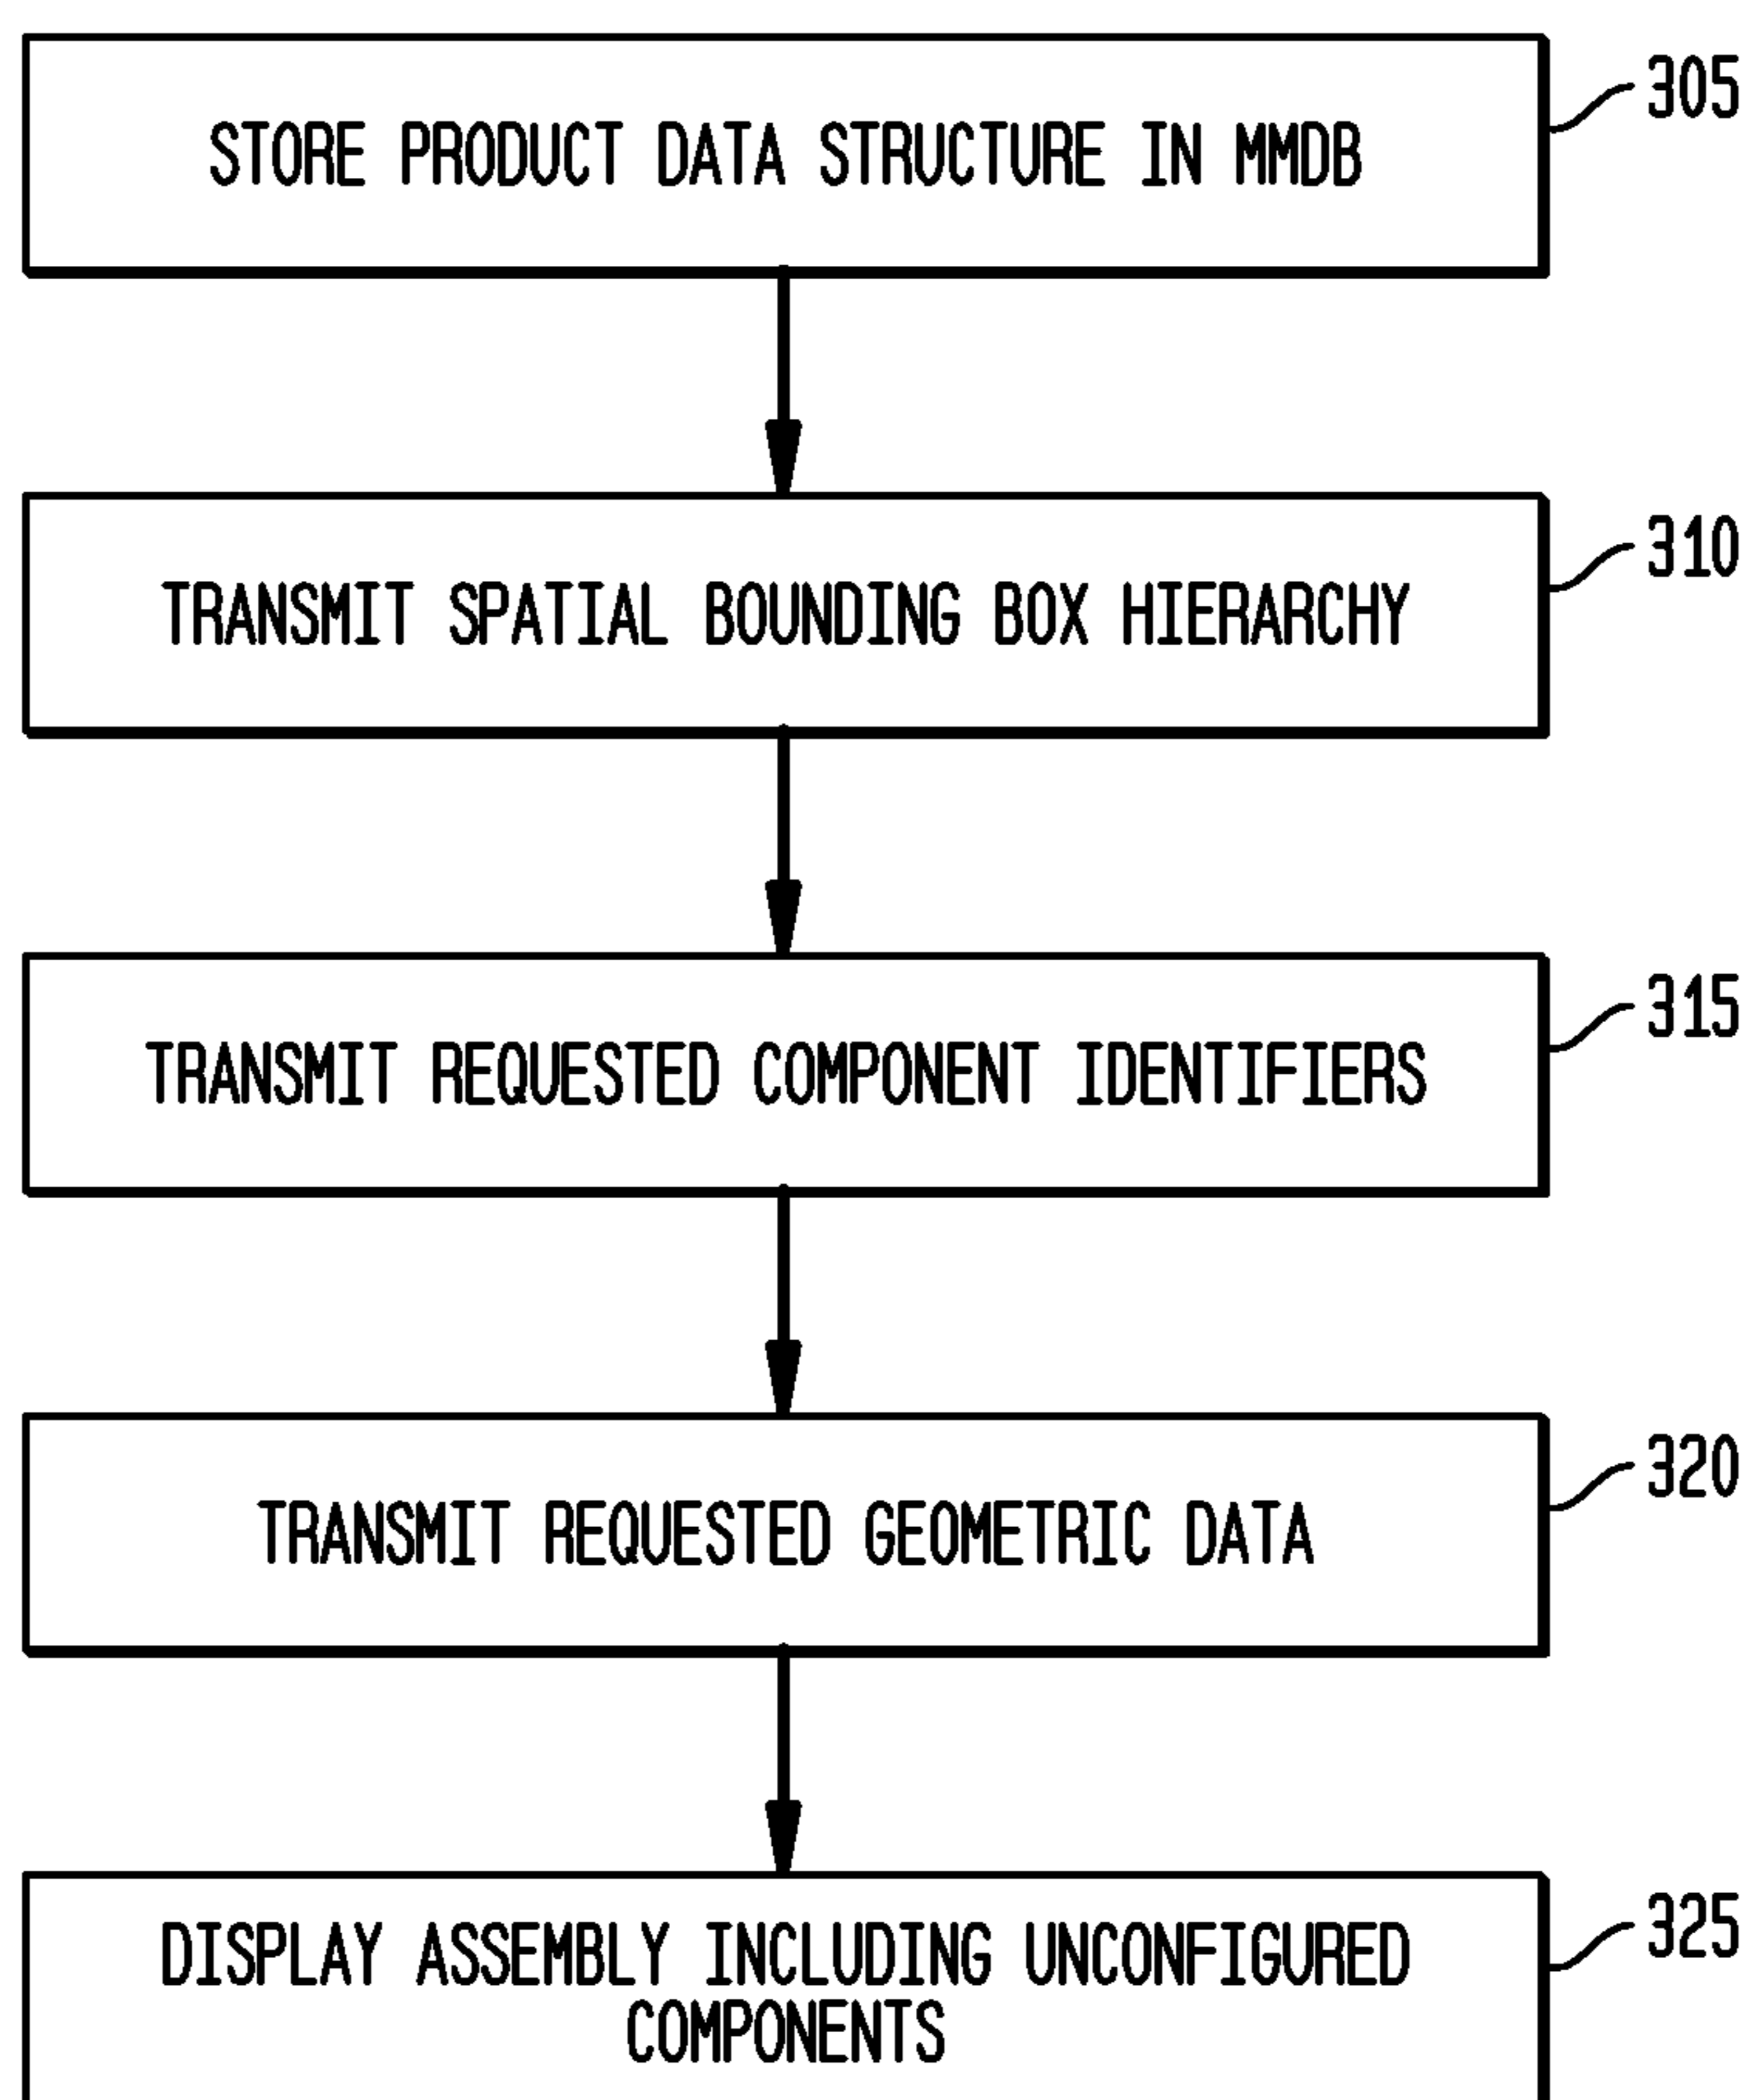 STORE PRODUCT DATA STRUCTURE IN MMDB
305
TRANSMIT SPATIAL BOUNDING BOX HIERARCHY
310
TRANSMIT REQUESTED COMPONENT IDENTIFIERS
315
TRANSMIT REQUESTED GEOMETRIC DATA
320
DISPLAY ASSEMBLY INCLUDING UNCONFIGURED
COMPONENTS
325